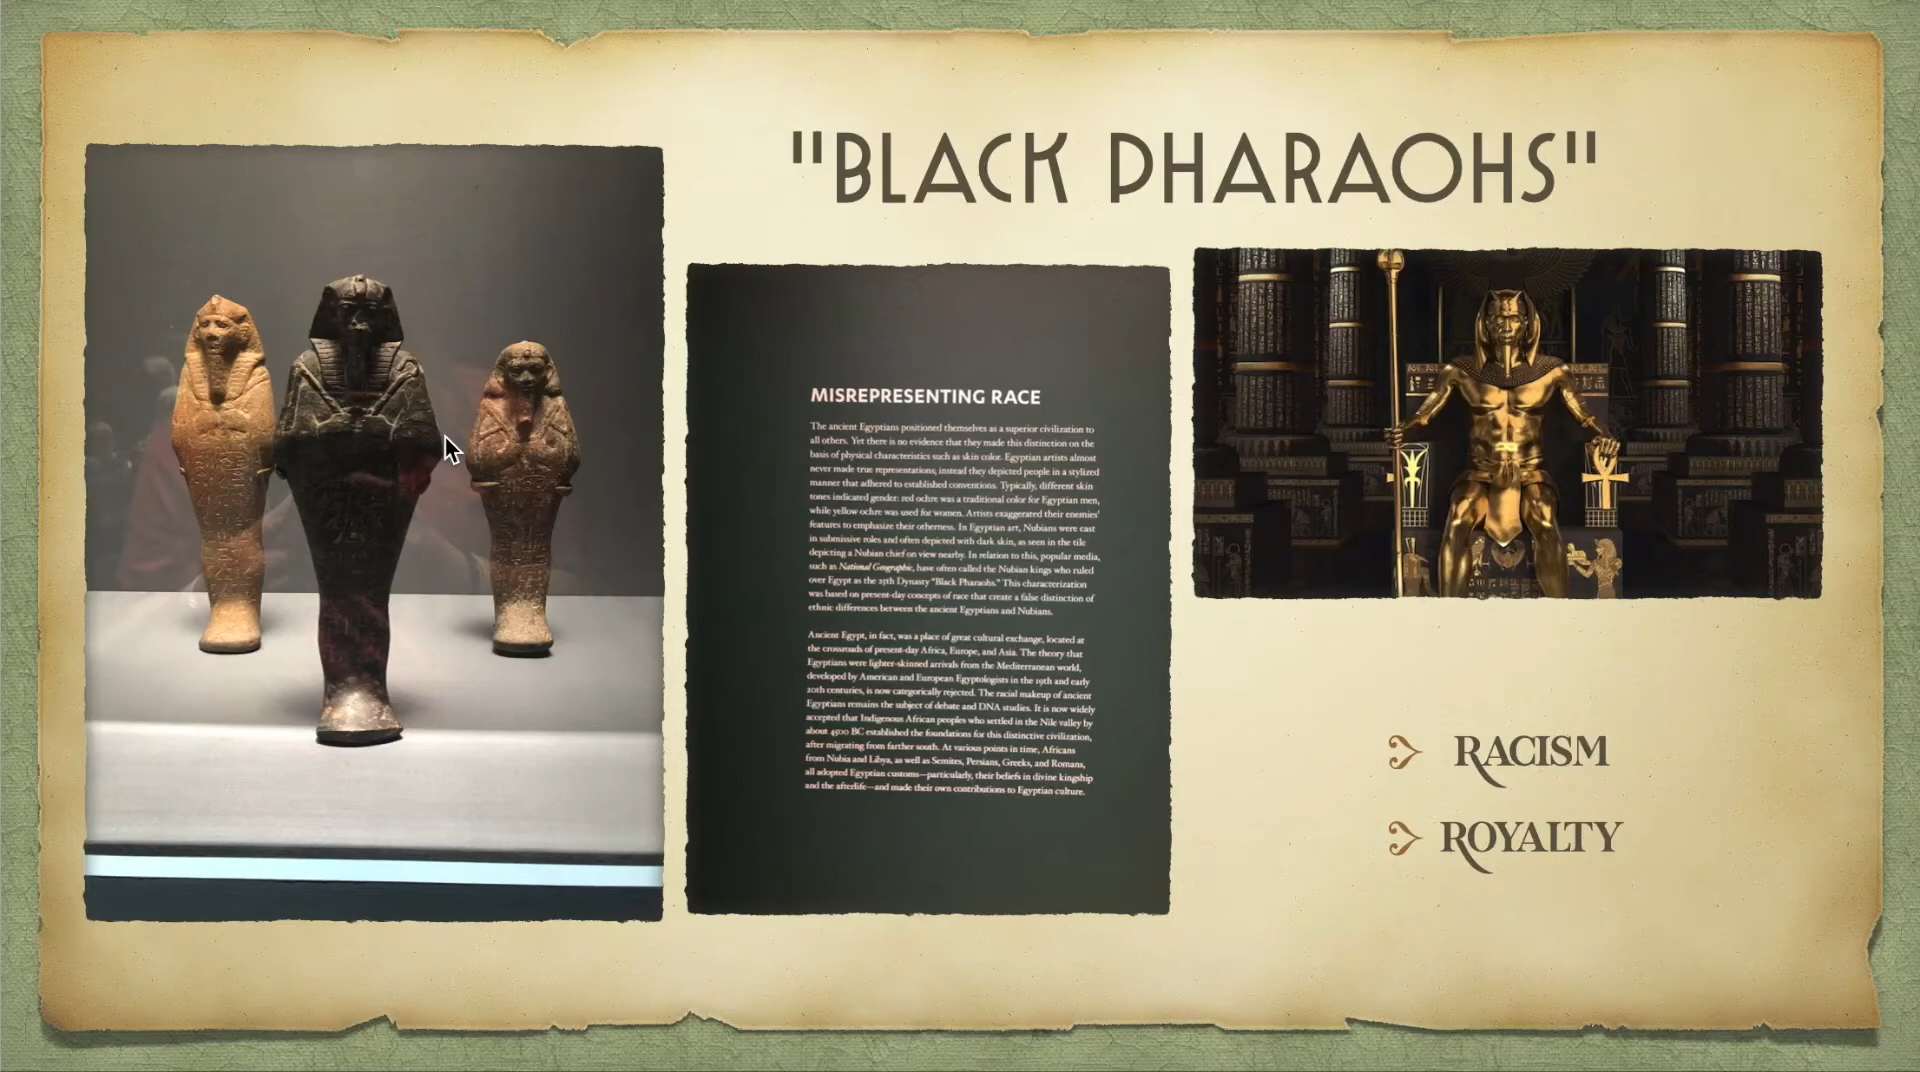 "BLACK PHARAOHS"
MISREPRESENTING RACE
The ancient Egyptians positioned themselves as a superior civilization to
all others. Yet there is no evidence that they made this distinction on the
basis of physical characteristics such as skin color. Egyptian artists almost
never made true representations; instead they depicted people in a stylized
manner that adhered to established conventions. Typically, different skin
tones indicated gender: red ochre was a traditional color for Egyptian men,
while yellow ochre was used for women. Artists exaggerated their enemies'
features to emphasize their otherness. In Egyptian art, Nubians were cast
in submissive roles and often depicted with dark skin, as seen in the tile
depicting a Nubian chief on view nearby. In relation to this, popular media,
such as National Geographic, have often called the Nubian kings who ruled
over Egypt as the 25th Dynasty "Black Pharaohs." This characterization
was based on present-day concepts of race that create a false distinction of
ethnic differences between the ancient Egyptians and Nubians.
Ancient Egypt, in fact, was a place of great cultural exchange, located at
the crossroads of present-day Africa, Europe, and Asia. The theory that
Egyptians were lighter-skinned arrivals from the Mediterranean world,
developed by American and European Egyptologists in the 19th and early
20th centuries, is now categorically rejected. The racial makeup of ancient
Egyptians remains the subject of debate and DNA studies. It is now widely
accepted that Indigenous African peoples who settled in the Nile valley by
about 4500 BC established the foundations for this distinctive civilization,
after migrating from farther south. At various points in time, Africans
from Nubia and Libya, as well as Semites, Persians, Greeks, and Romans,
all adopted Egyptian customs—particularly, their beliefs in divine kingship
and the afterlife—and made their own contributions to Egyptian culture.
RACISM
ROYALTY